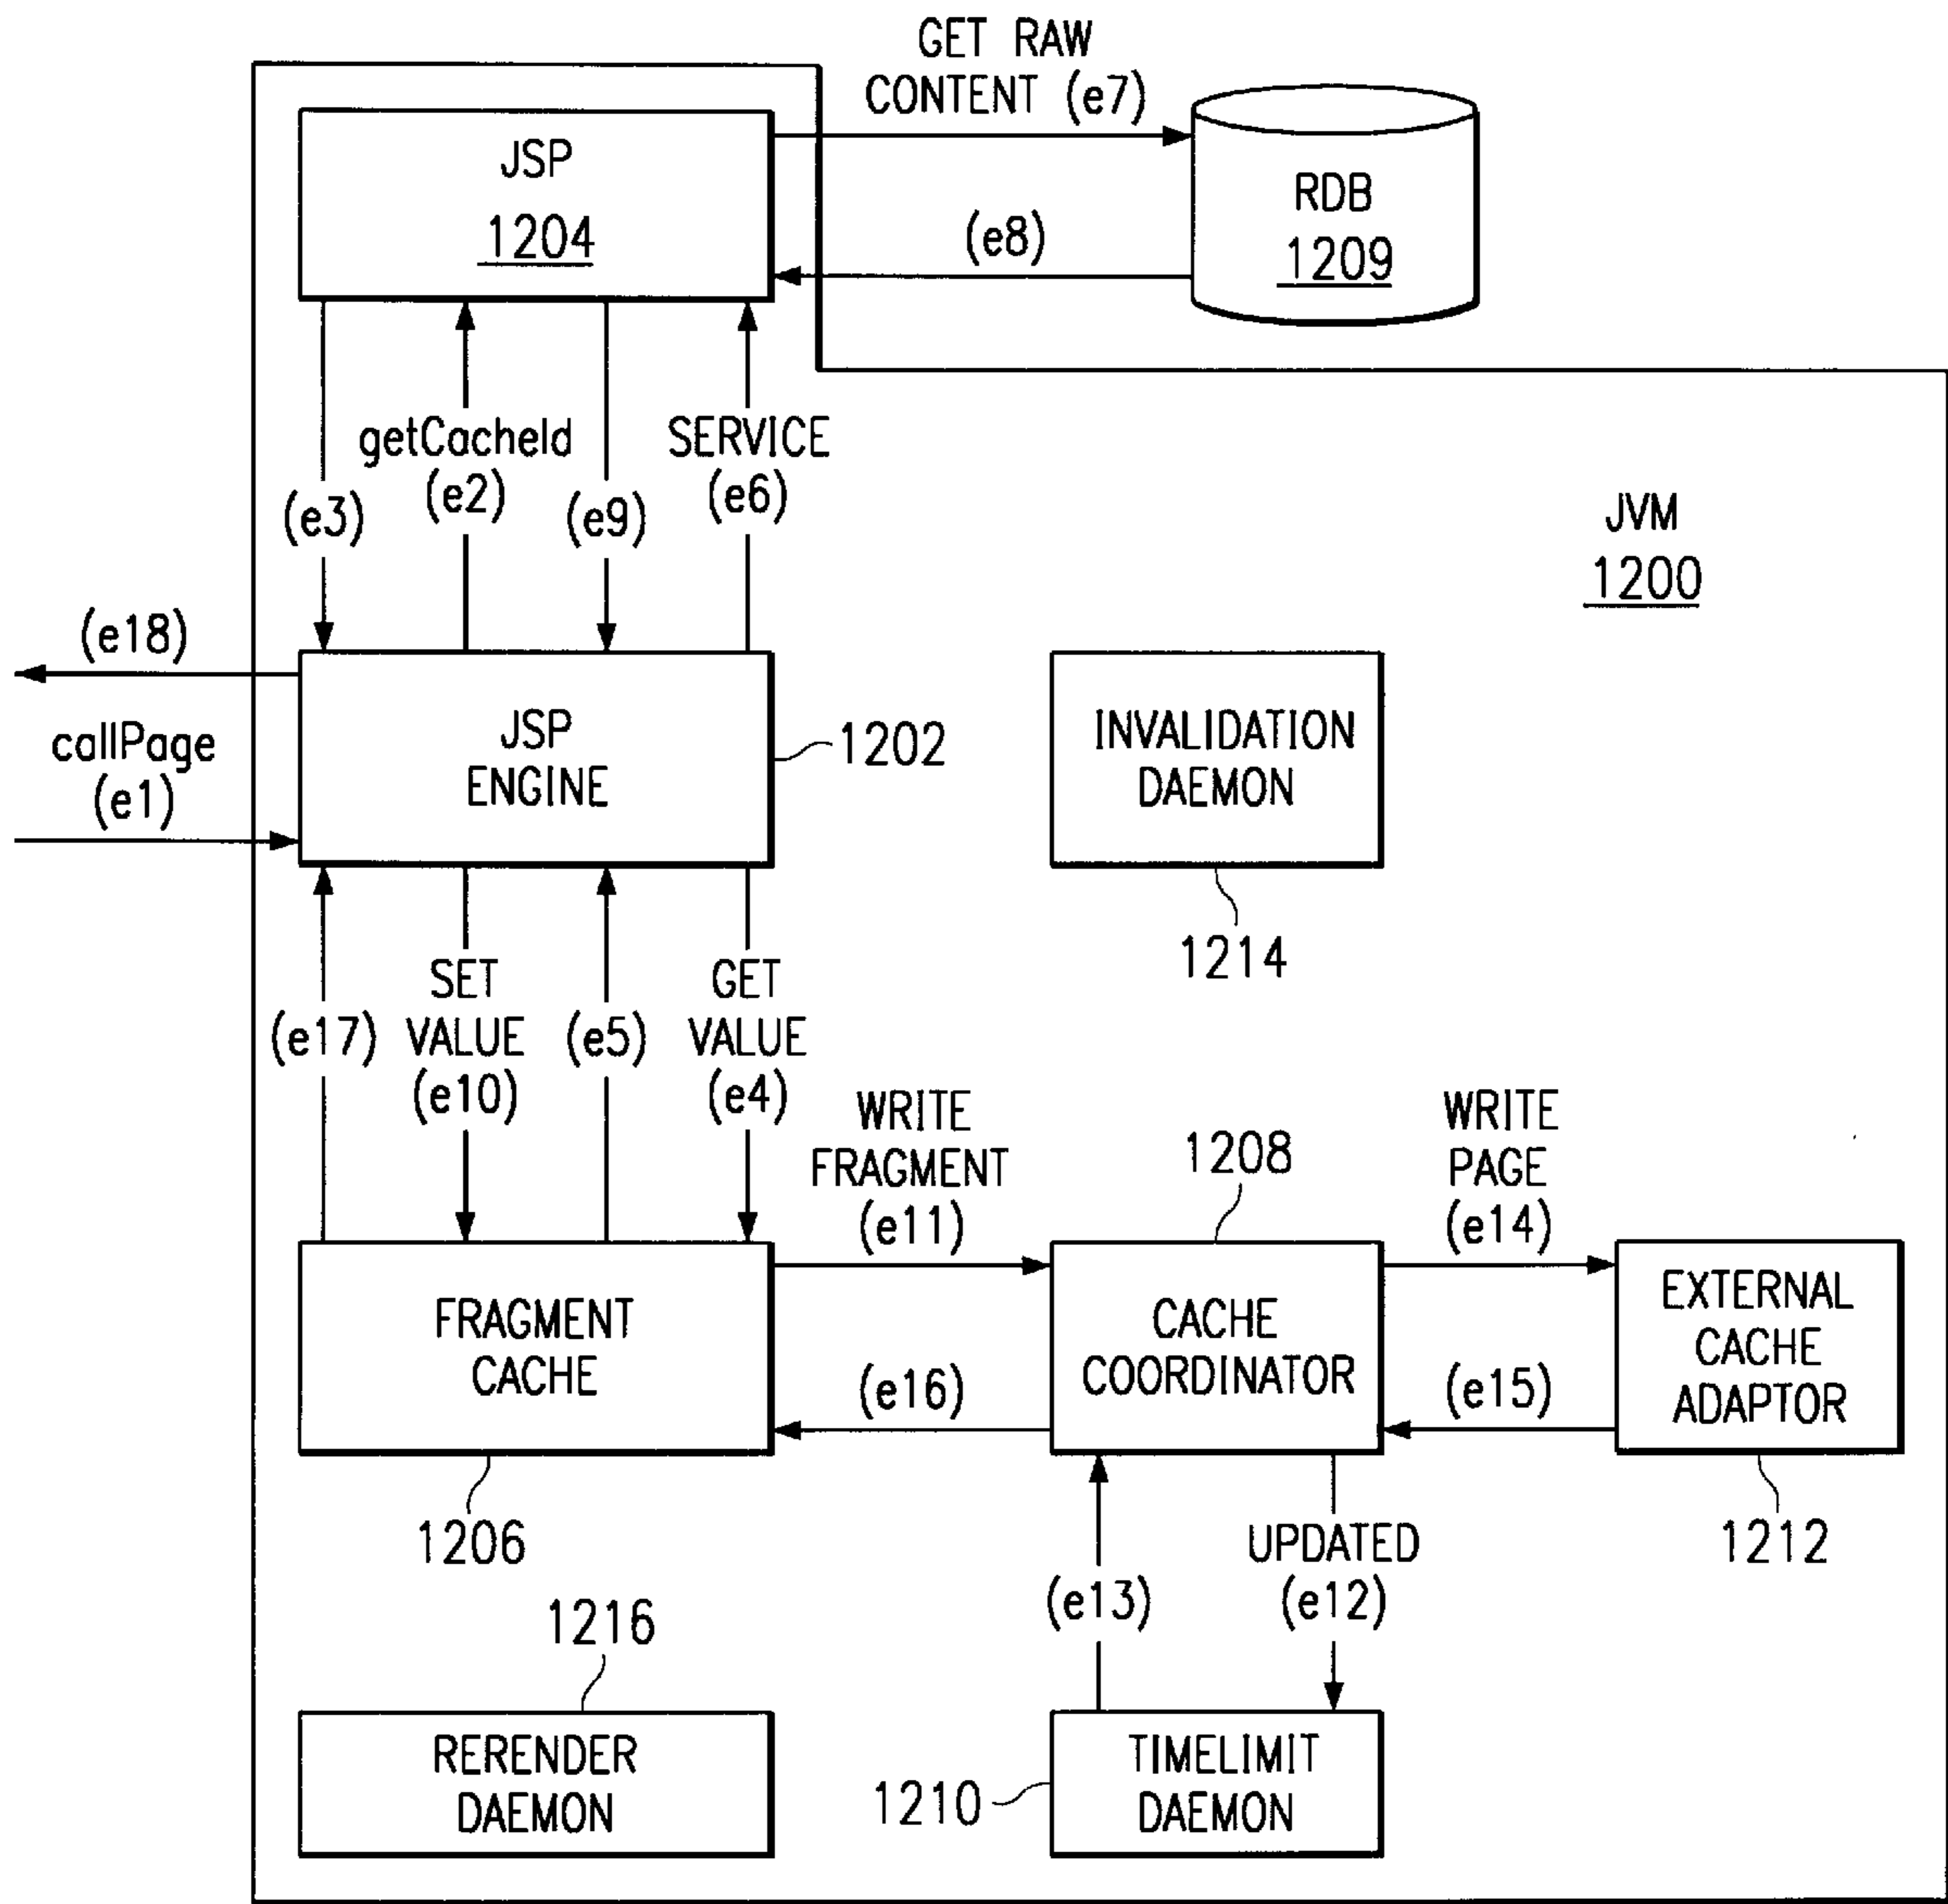 GET RAW
CONTENT (e7)
JSP
1204
RDB
1209
(e8)
getCacheId
(e2)
SERVICE
(e6)
(e3)
(e9)
JVM
1200
(e18)
callPage
(e1)
JSP
ENGINE
1202
INVALIDATION
DAEMON
1214
(e17)
SET
VALUE
(e10)
(e5)
GET
VALUE
(e4)
WRITE
FRAGMENT
(e11)
1208
WRITE
PAGE
(e14)
FRAGMENT
CACHE
(e16)
CACHE
COORDINATOR
(e15)
EXTERNAL
CACHE
ADAPTOR
1206
(e13)
UPDATED
(e12)
1212
1216
RERENDER
DAEMON
1210
TIMELIMIT
DAEMON